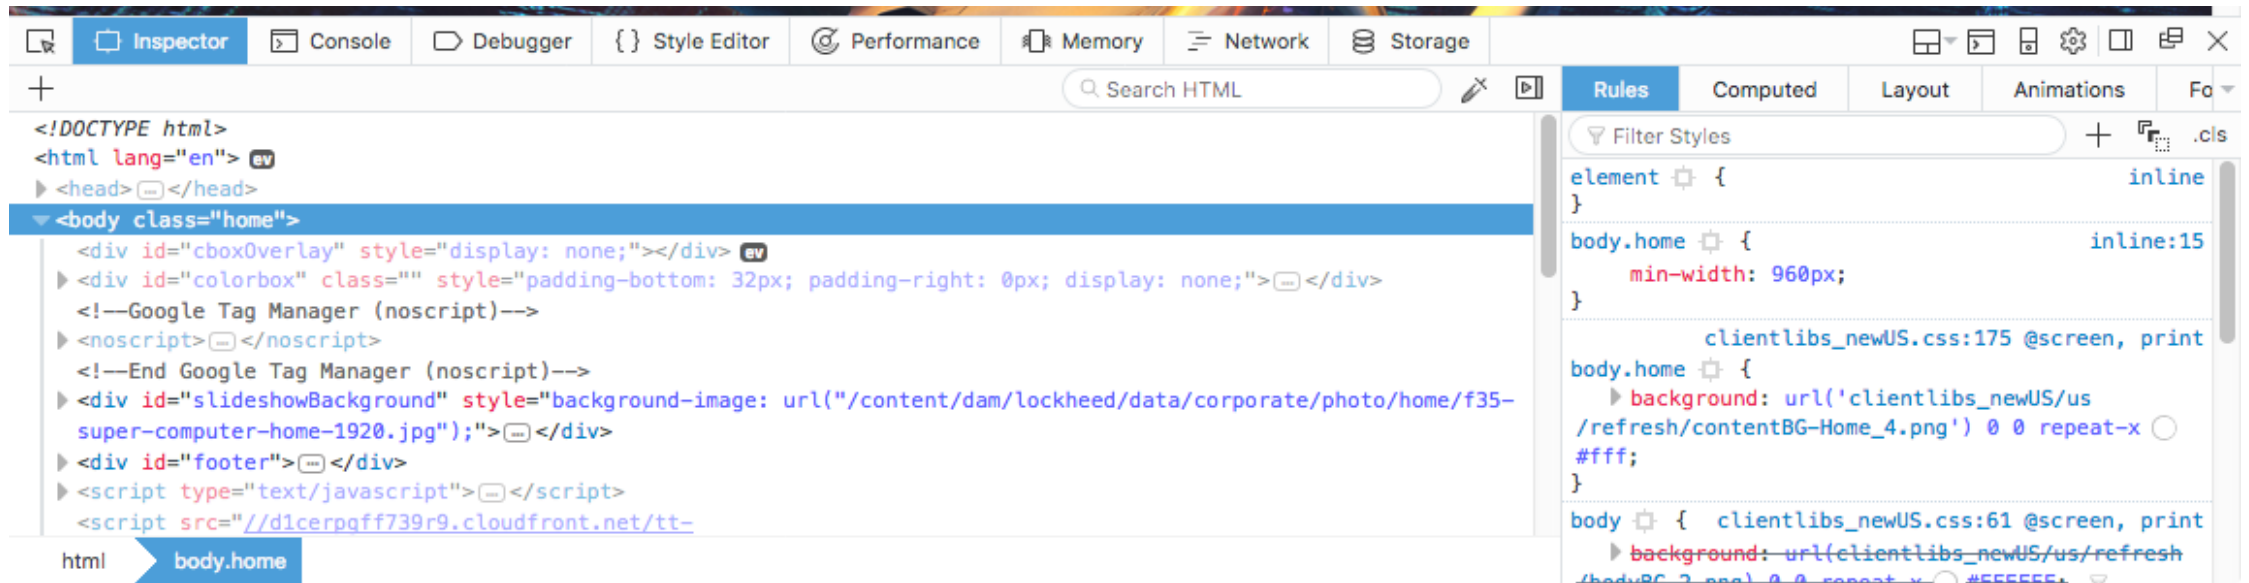 Inspector Console Debugger { } Style Editor Performance Memory Network Storage
+ Search HTML
<!DOCTYPE html>
<html lang="en"> ev
<head>…</head>
<body class="home">
<div id="cboxOverlay" style="display: none;"></div> ev
<div id="colorbox" class="" style="padding-bottom: 32px; padding-right: 0px; display: none;">…</div>
<!--Google Tag Manager (noscript)-->
<noscript>…</noscript>
<!--End Google Tag Manager (noscript)-->
<div id="slideshowBackground" style="background-image: url("/content/dam/lockheed/data/corporate/photo/home/f35-
super-computer-home-1920.jpg");">…</div>
<div id="footer">…</div>
<script type="text/javascript">…</script>
<script src="//d1cerpgff739r9.cloudfront.net/tt-
html body.home
Rules Computed Layout Animations Fo
Filter Styles + .cls
element { inline
}
body.home { inline:15
min-width: 960px;
}
clientlibs_newUS.css:175 @screen, print
body.home {
background: url('clientlibs_newUS/us
/refresh/contentBG-Home_4.png') 0 0 repeat-x
#fff;
}
body { clientlibs_newUS.css:61 @screen, print
background: url(clientlibs_newUS/us/refresh
/bodyBG_2.png) 0 0 repeat-x #FFFFFF;